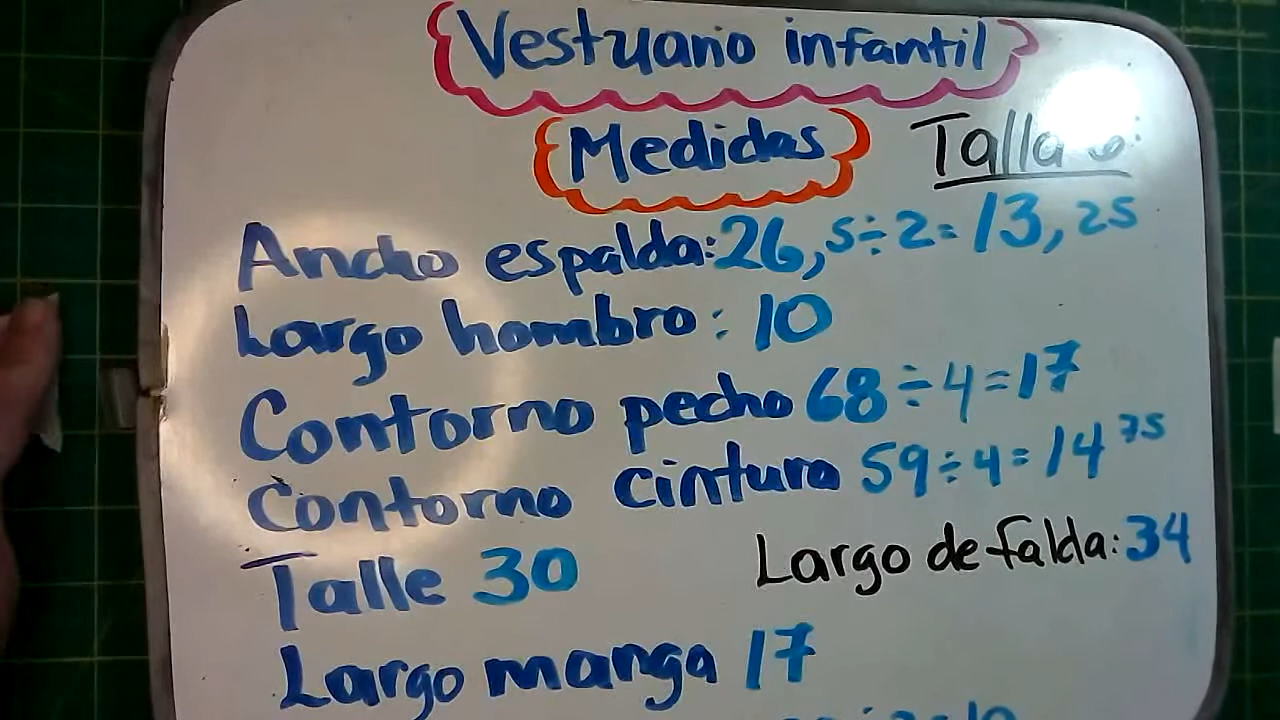 Vestuario infantil
Medidas
Talla 6
Ancho espalda: 26,5÷2= 13,25
Largo hombro: 10
Contorno pecho 68÷4=17
Contorno cintura 59÷4=14 75
Talle 30
Largo de falda: 34
Largo manga 17